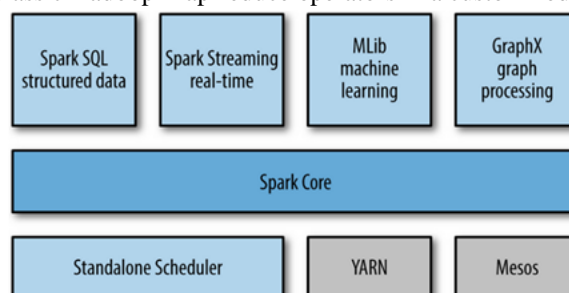 Spark SQL
structured data
Spark Streaming
real-time
MLib
machine
learning
GraphX
graph
processing
Spark Core
Standalone Scheduler
YARN
Mesos